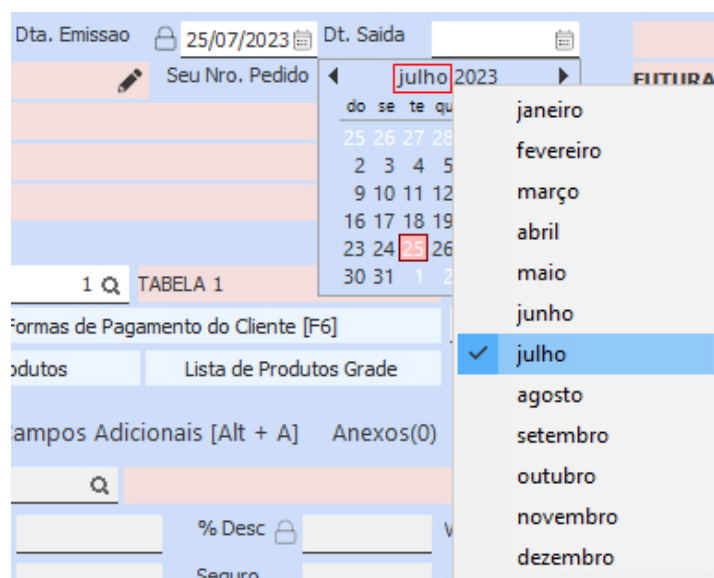 Dta. Emissao 25/07/2023 Dt. Saida
Seu Nro. Pedido julho 2023 FUTURA
do se te qu
25 26 27 28
2 3 4 5
9 10 11 12
16 17 18 19
23 24 25 26
30 31 1 2
janeiro
fevereiro
março
abril
maio
junho
julho
agosto
setembro
outubro
novembro
dezembro
1 TABELA 1
Formas de Pagamento do Cliente [F6]
odutos Lista de Produtos Grade
Campos Adicionais [Alt + A] Anexos(0)
% Desc
Seguro